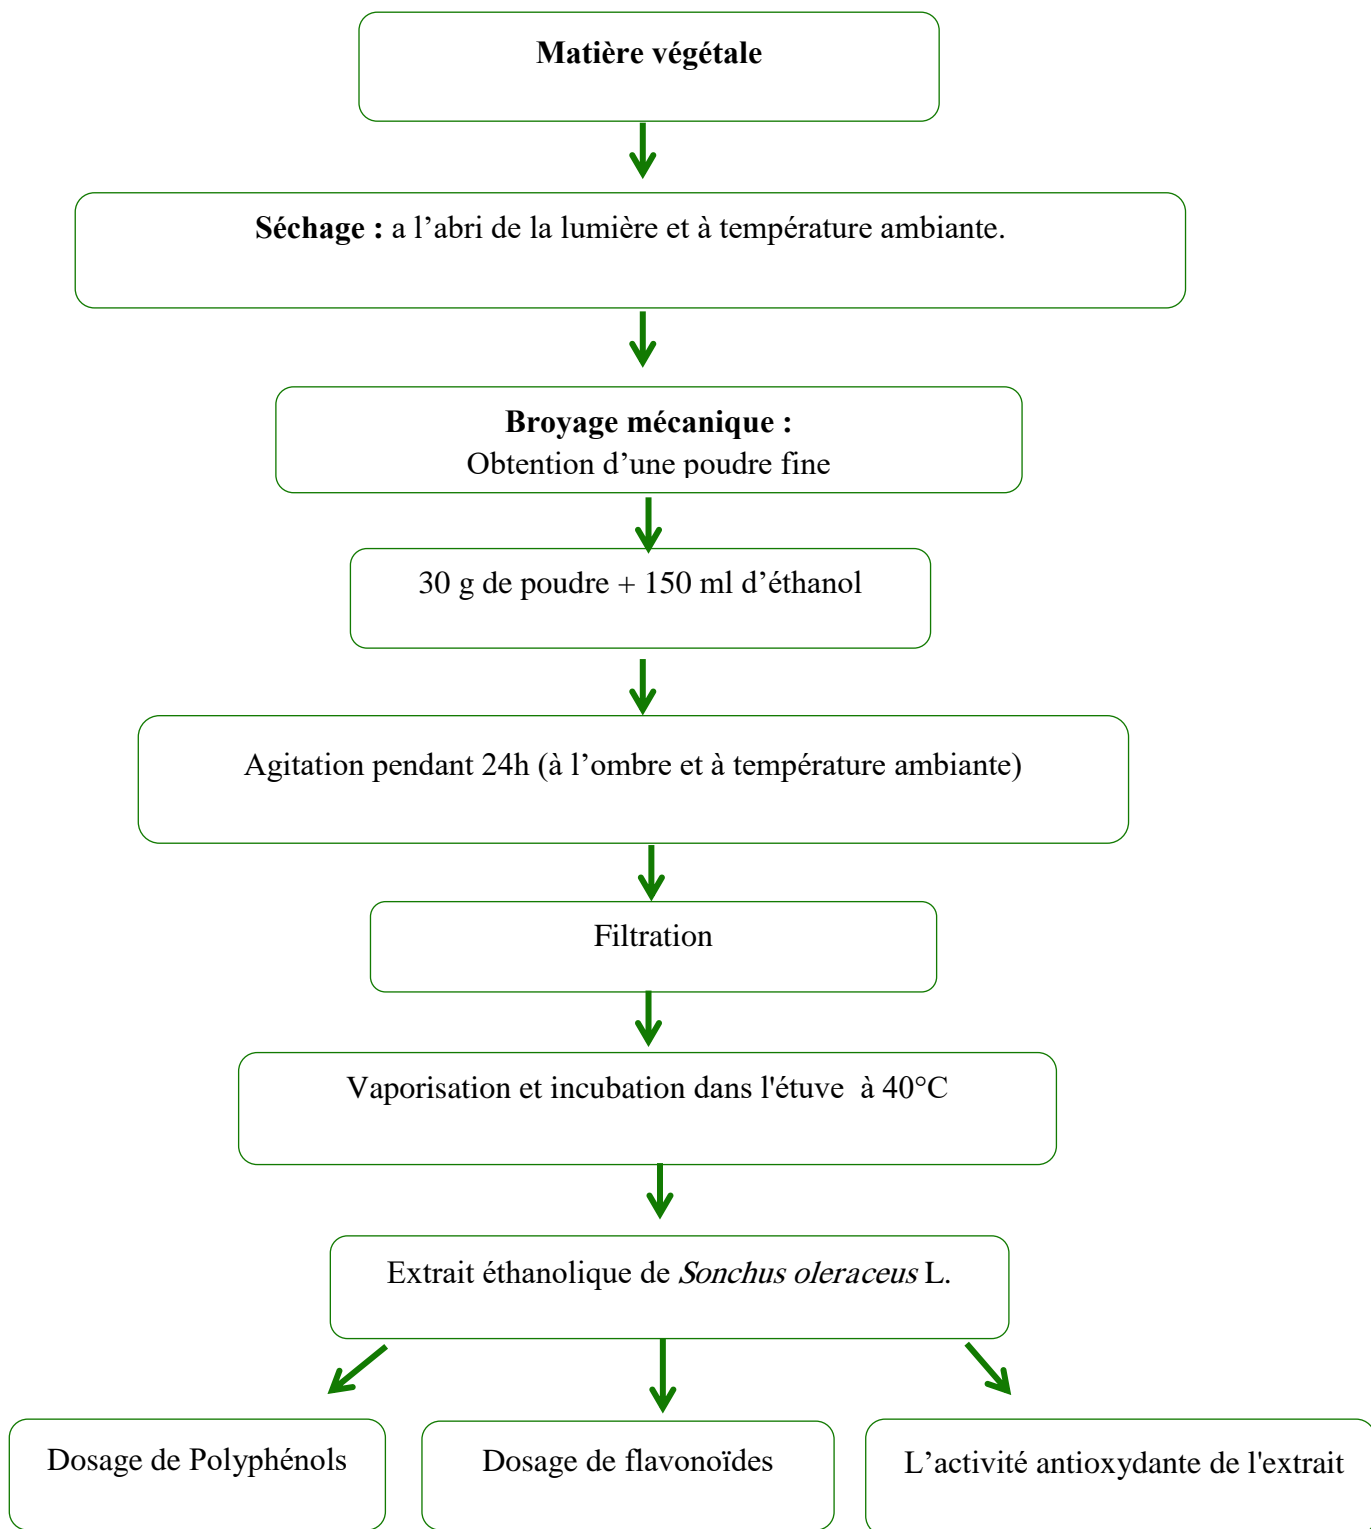 Matière végétale
Séchage : a l’abri de la lumière et à température ambiante.
Broyage mécanique :
Obtention d’une poudre fine
30 g de poudre + 150 ml d’éthanol
Agitation pendant 24h (à l’ombre et à température ambiante)
Filtration
Vaporisation et incubation dans l'étuve  à 40°C
Extrait éthanolique de Sonchus oleraceus L.
Dosage de Polyphénols
Dosage de flavonoïdes
L’activité antioxydante de l'extrait